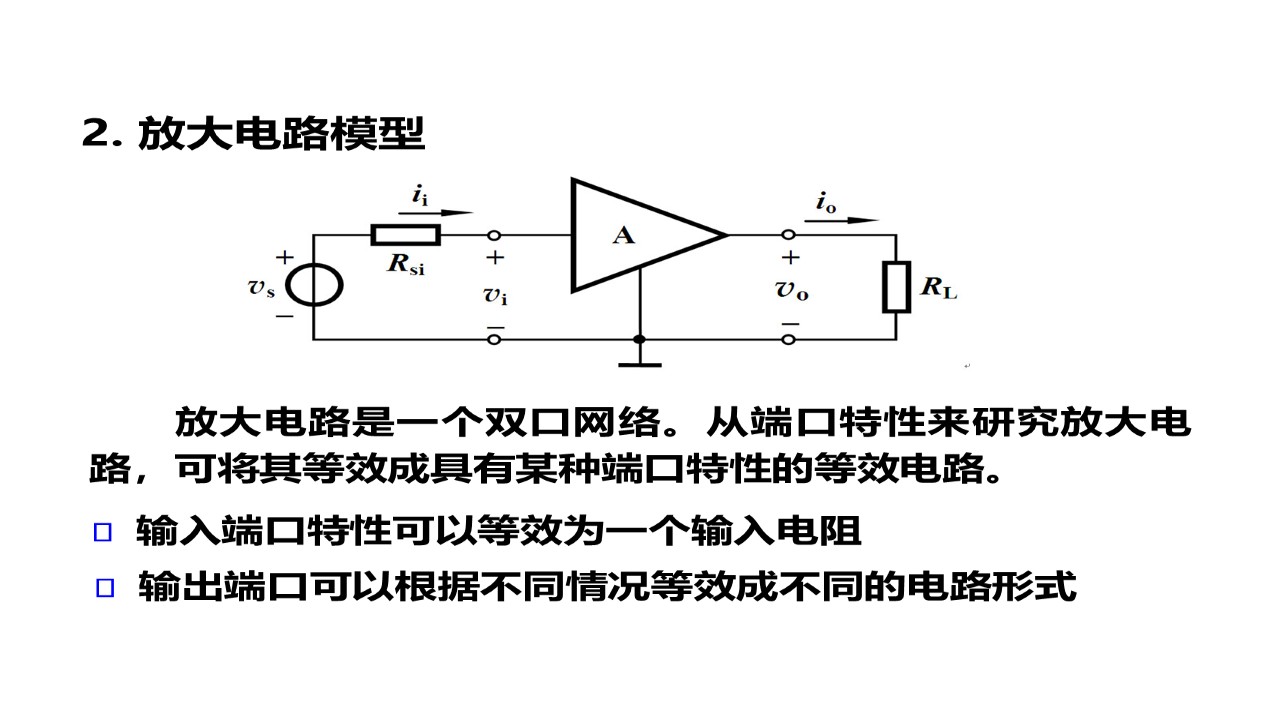 2. 放大电路模型
i_i
i_o
A
+
R_si
+
+
v_s
v_i
v_o
R_L
−
−
−
放大电路是一个双口网络。从端口特性来研究放大电
路，可将其等效成具有某种端口特性的等效电路。
输入端口特性可以等效为一个输入电阻
输出端口可以根据不同情况等效成不同的电路形式